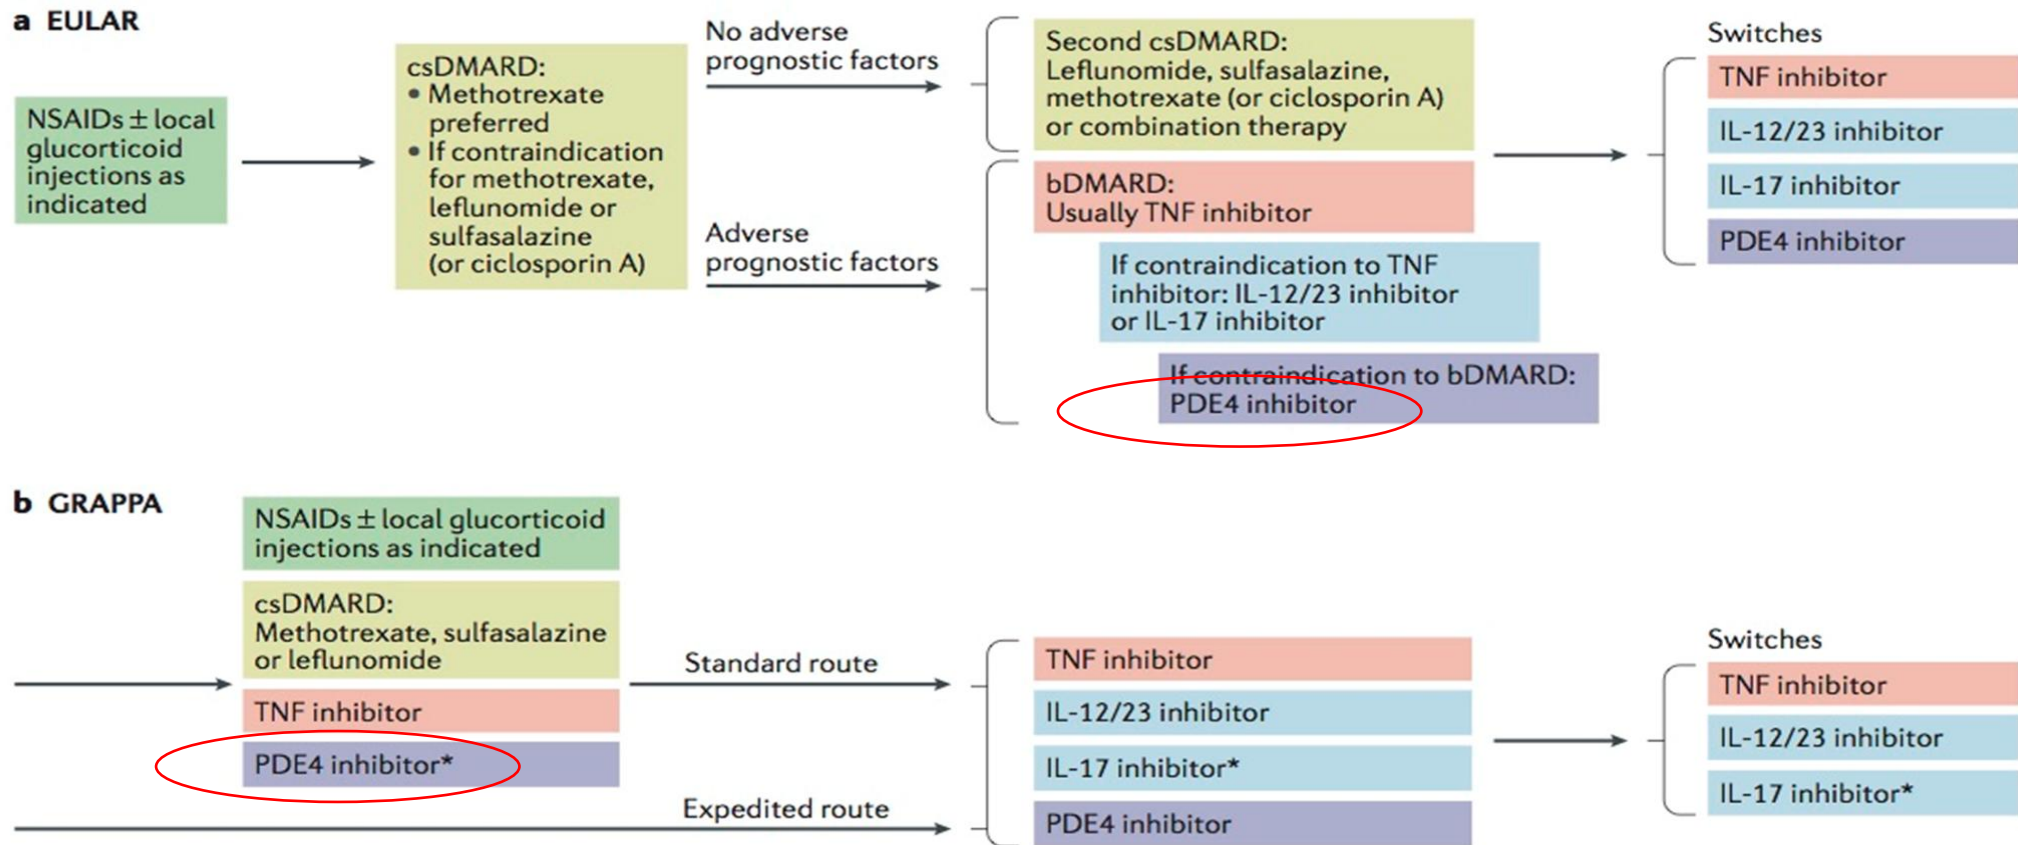 a EULAR
NSAIDs ± local
glucorticoid
injections as
indicated
csDMARD:
• Methotrexate
preferred
• If contraindication
for methotrexate,
leflunomide or
sulfasalazine
(or ciclosporin A)
No adverse
prognostic factors
Adverse
prognostic factors
Second csDMARD:
Leflunomide, sulfasalazine,
methotrexate (or ciclosporin A)
or combination therapy
bDMARD:
Usually TNF inhibitor
If contraindication to TNF
inhibitor: IL-12/23 inhibitor
or IL-17 inhibitor
If contraindication to bDMARD:
PDE4 inhibitor
Switches
TNF inhibitor
IL-12/23 inhibitor
IL-17 inhibitor
PDE4 inhibitor
b GRAPPA
NSAIDs ± local glucorticoid
injections as indicated
csDMARD:
Methotrexate, sulfasalazine
or leflunomide
TNF inhibitor
PDE4 inhibitor*
Standard route
Expedited route
TNF inhibitor
IL-12/23 inhibitor
IL-17 inhibitor*
PDE4 inhibitor
Switches
TNF inhibitor
IL-12/23 inhibitor
IL-17 inhibitor*